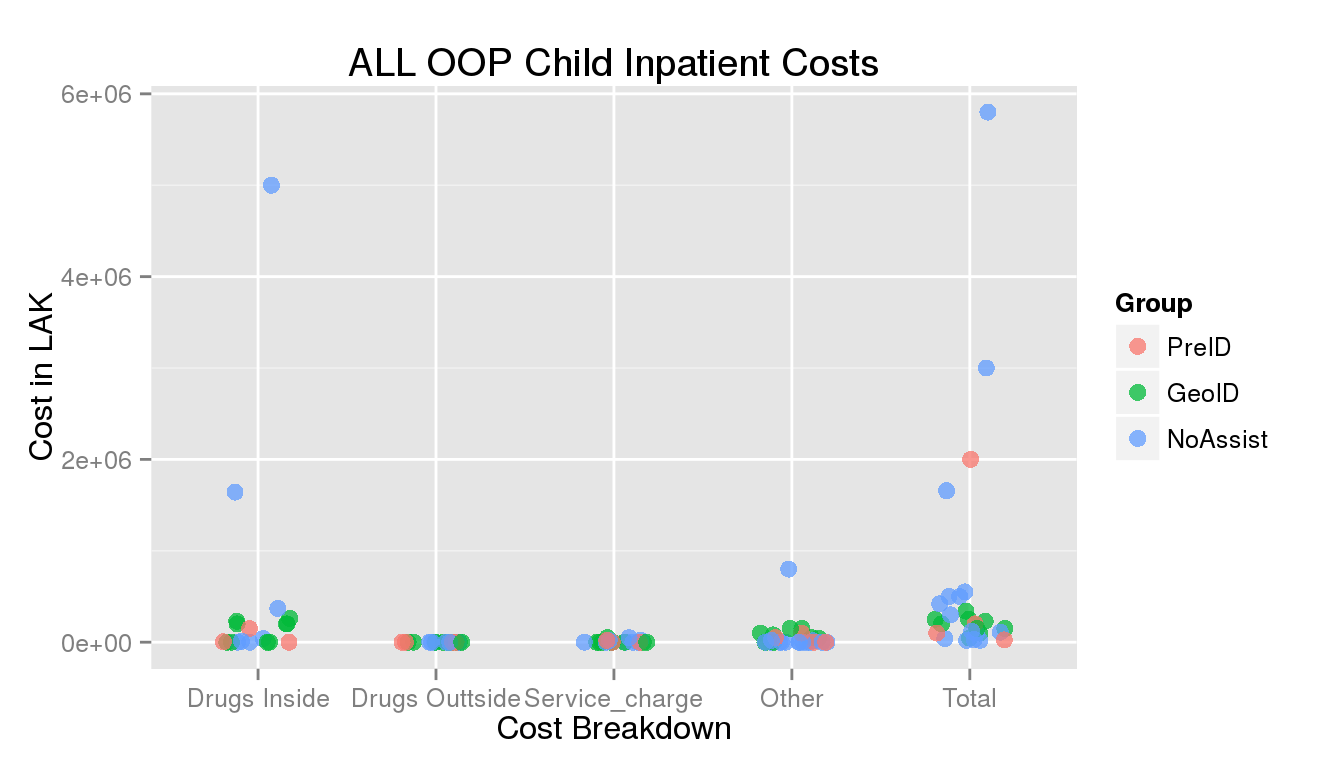 ALL OOP Child Inpatient Costs
6e+06
4e+06
2e+06
0e+00
Cost in LAK
Drugs Inside
Drugs Outtside
Service_charge
Other
Total
Cost Breakdown
Group
PreID
GeoID
NoAssist